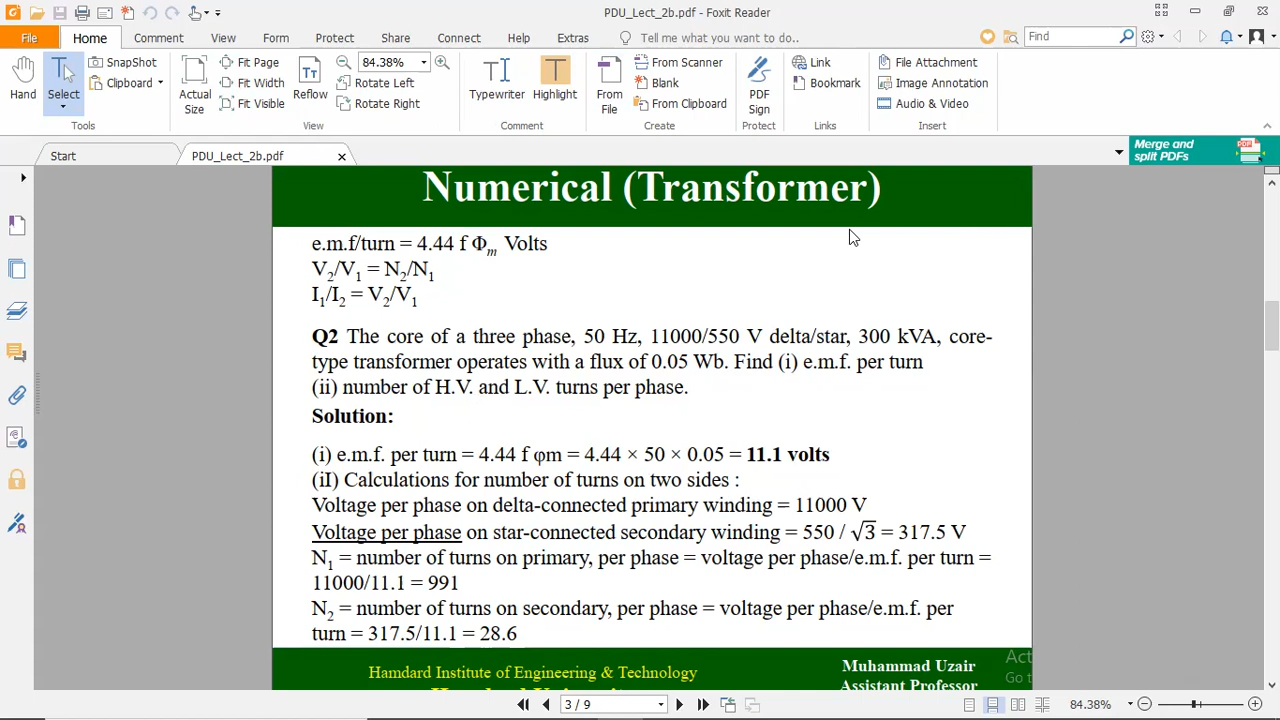 PDU_Lect_2b.pdf - Foxit Reader
File Home Comment View Form Protect Share Connect Help Extras Tell me what you want to do... Find
Hand
Select
SnapShot
Clipboard
Tools
Actual Size
Fit Page
Fit Width
Fit Visible
Reflow
84.38%
Rotate Left
Rotate Right
View
Typewriter
Highlight
Comment
From File
From Scanner
Blank
From Clipboard
Create
PDF Sign
Protect
Link
Bookmark
Links
File Attachment
Image Annotation
Audio & Video
Insert
Start
PDU_Lect_2b.pdf
Merge and
split PDFs
Numerical (Transformer)
e.m.f/turn = 4.44 f Φm Volts
V2/V1 = N2/N1
I1/I2 = V2/V1
Q2 The core of a three phase, 50 Hz, 11000/550 V delta/star, 300 kVA, core-
type transformer operates with a flux of 0.05 Wb. Find (i) e.m.f. per turn
(ii) number of H.V. and L.V. turns per phase.
Solution:
(i) e.m.f. per turn = 4.44 f φm = 4.44 × 50 × 0.05 = 11.1 volts
(iI) Calculations for number of turns on two sides :
Voltage per phase on delta-connected primary winding = 11000 V
Voltage per phase on star-connected secondary winding = 550 / √3 = 317.5 V
N1 = number of turns on primary, per phase = voltage per phase/e.m.f. per turn =
11000/11.1 = 991
N2 = number of turns on secondary, per phase = voltage per phase/e.m.f. per
turn = 317.5/11.1 = 28.6
Hamdard Institute of Engineering & Technology
Muhammad Uzair
Assistant Professor
Act
Go t
3 / 9
84.38%